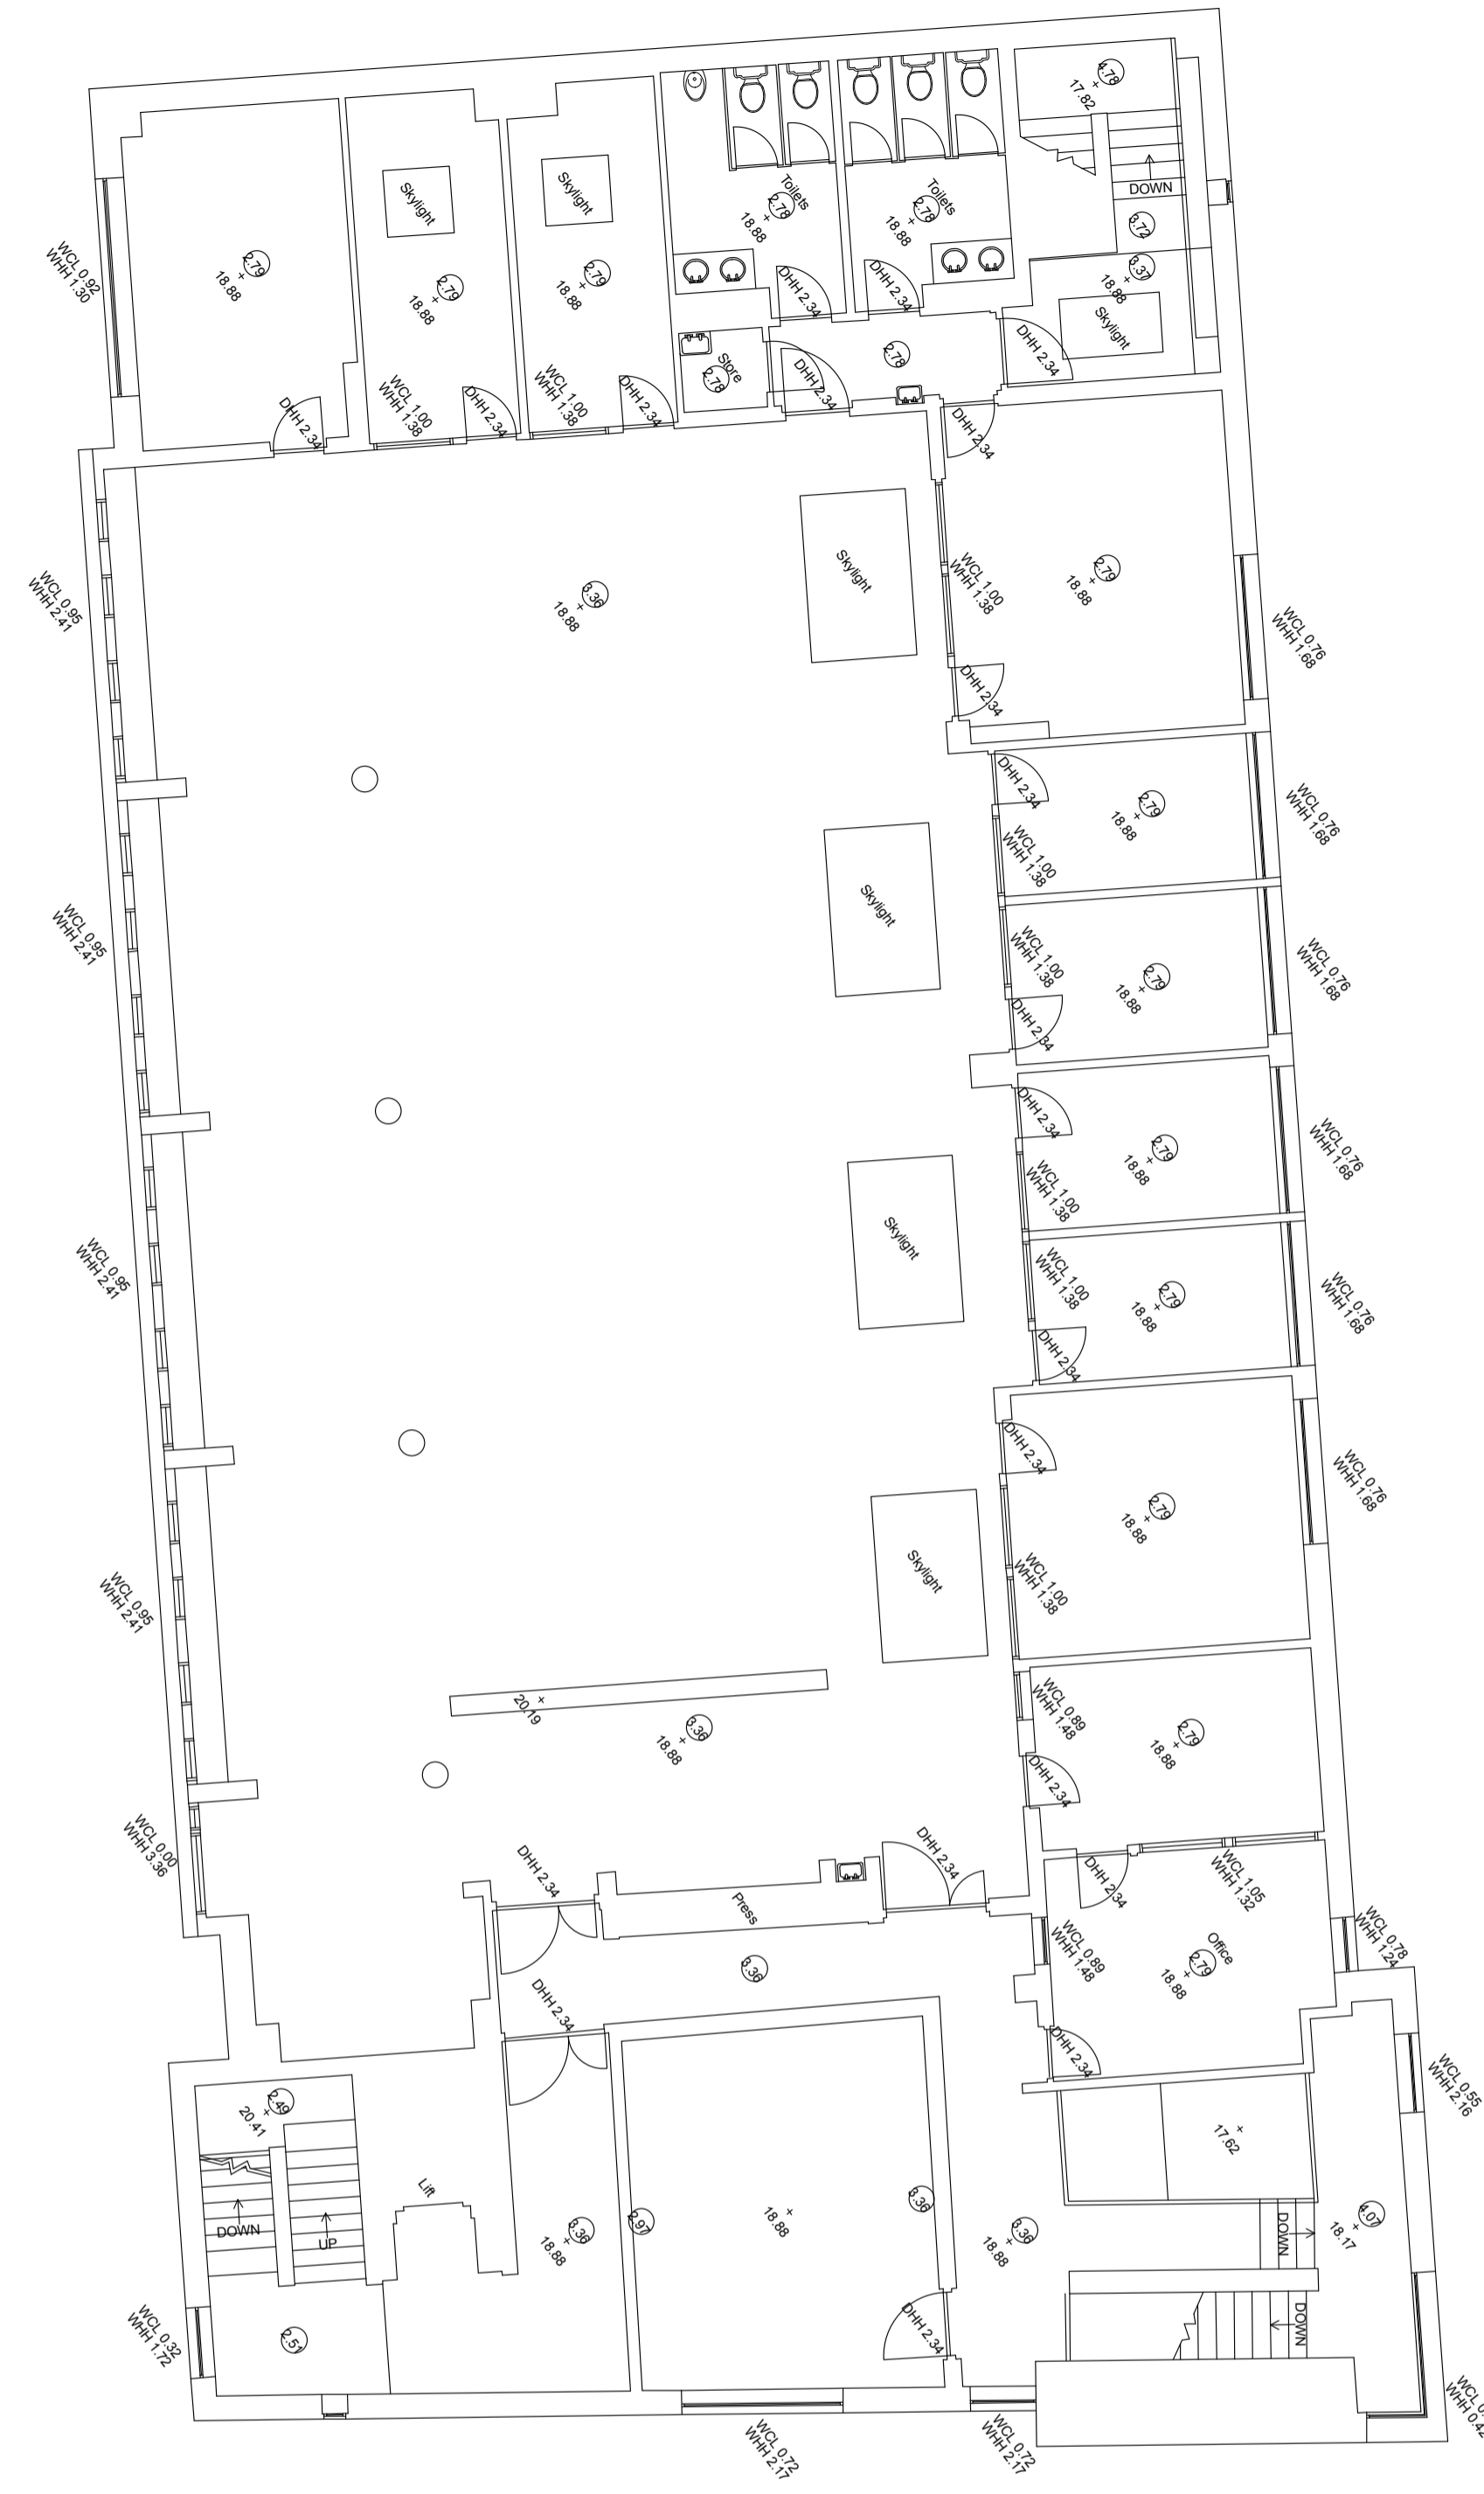 4.78
17.82
DOWN
3.72
3.37
18.88
Skylight
DHH 2.34
Toilets
2.78
18.88
Toilets
2.78
18.88
DHH 2.34
DHH 2.34
Skylight
Skylight
WCL 0.92
WHH 1.30
2.79
18.88
2.79
18.88
2.79
18.88
Store
2.78
2.78
DHH 2.34
DHH 2.34
WCL 1.00
WHH 1.38
DHH 2.34
WCL 1.00
WHH 1.38
DHH 2.34
DHH 2.34
WCL 0.95
WHH 2.41
3.36
18.88
Skylight
WCL 1.00
WHH 1.38
2.79
18.88
WCL 0.76
WHH 1.68
DHH 2.34
DHH 2.34
2.79
18.88
WCL 0.76
WHH 1.68
WCL 1.00
WHH 1.38
WCL 0.95
WHH 2.41
Skylight
WCL 1.00
WHH 1.38
2.79
18.88
WCL 0.76
WHH 1.68
DHH 2.34
DHH 2.34
2.79
18.88
WCL 0.76
WHH 1.68
WCL 1.00
WHH 1.38
WCL 0.95
WHH 2.41
Skylight
WCL 1.00
WHH 1.38
2.79
18.88
WCL 0.76
WHH 1.68
DHH 2.34
DHH 2.34
2.79
18.88
WCL 0.76
WHH 1.68
WCL 0.95
WHH 2.41
Skylight
WCL 1.00
WHH 1.38
20.19
3.36
18.88
WCL 0.89
WHH 1.48
2.79
18.88
DHH 2.34
WCL 0.00
WHH 3.36
DHH 2.34
DHH 2.34
Press
DHH 2.34
WCL 1.05
WHH 1.32
WCL 0.89
WHH 1.48
Office
2.79
18.88
WCL 0.78
WHH 1.24
3.36
DHH 2.34
DHH 2.34
WCL 0.55
WHH 2.16
2.49
20.41
17.62
Lift
DOWN
UP
3.36
18.88
2.97
18.88
3.36
3.36
18.88
DOWN
4.07
18.17
WCL 0.32
WHH 1.72
2.51
DHH 2.34
DOWN
WCL 0.72
WHH 2.17
WCL 0.72
WHH 2.17
WHH 0.42